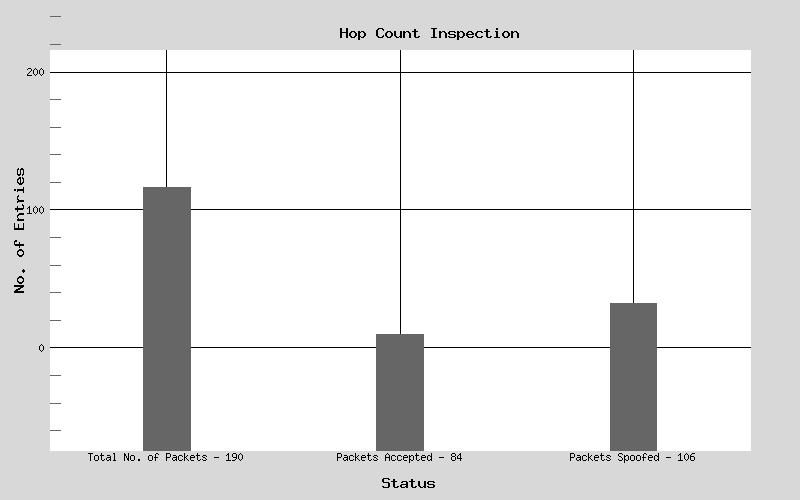 Hop Count Inspection
200
100
0
No. of Entries
Total No. of Packets - 190
Packets Accepted - 84
Packets Spoofed - 106
Status